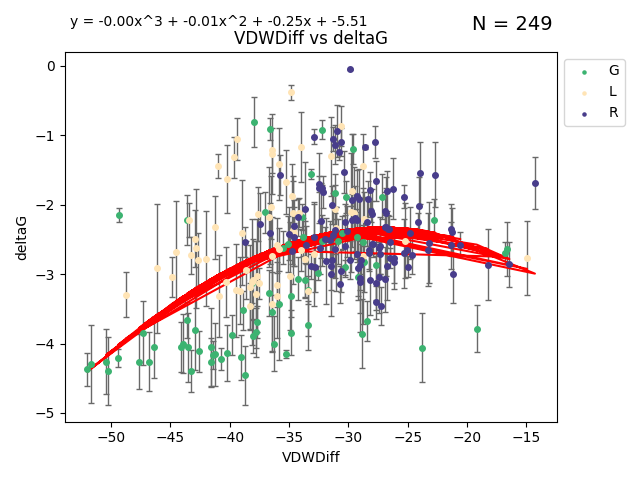 y = -0.00x^3 + -0.01x^2 + -0.25x + -5.51
N = 249
VDWDiff vs deltaG
G
L
R
0
−1
−2
−3
−4
−5
deltaG
−50 −45 −40 −35 −30 −25 −20 −15
VDWDiff